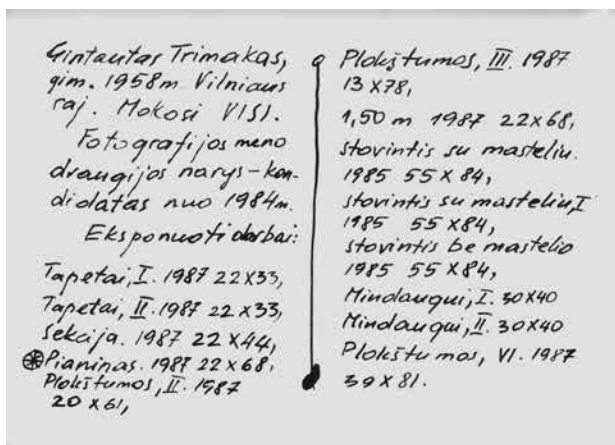 Gintautas Trimakas,
gim. 1958m. Vilniaus
raj. Mokosi VISI.
Fotografijos meno
draugijos narys-kan-
didatas nuo 1984m.
Eksponuoti darbai:
Tapetai, I. 1987 22x33,
Tapetai, II. 1987 22x33,
Sekcija. 1987 22x44,
Pianinas. 1987 22x68,
Plokštumos, II. 1987
20x61,
Plokštumos, III. 1987
13x78,
1,50 m 1987 22x68,
stovintis su masteliu.
1985 55x84,
stovintis su masteliu, I
1985 55x84,
stovintis be mastelio
1985 55x84,
Mindaugui, I. 30x40
Mindaugui, II. 30x40
Plokštumos, VI. 1987
39x81.